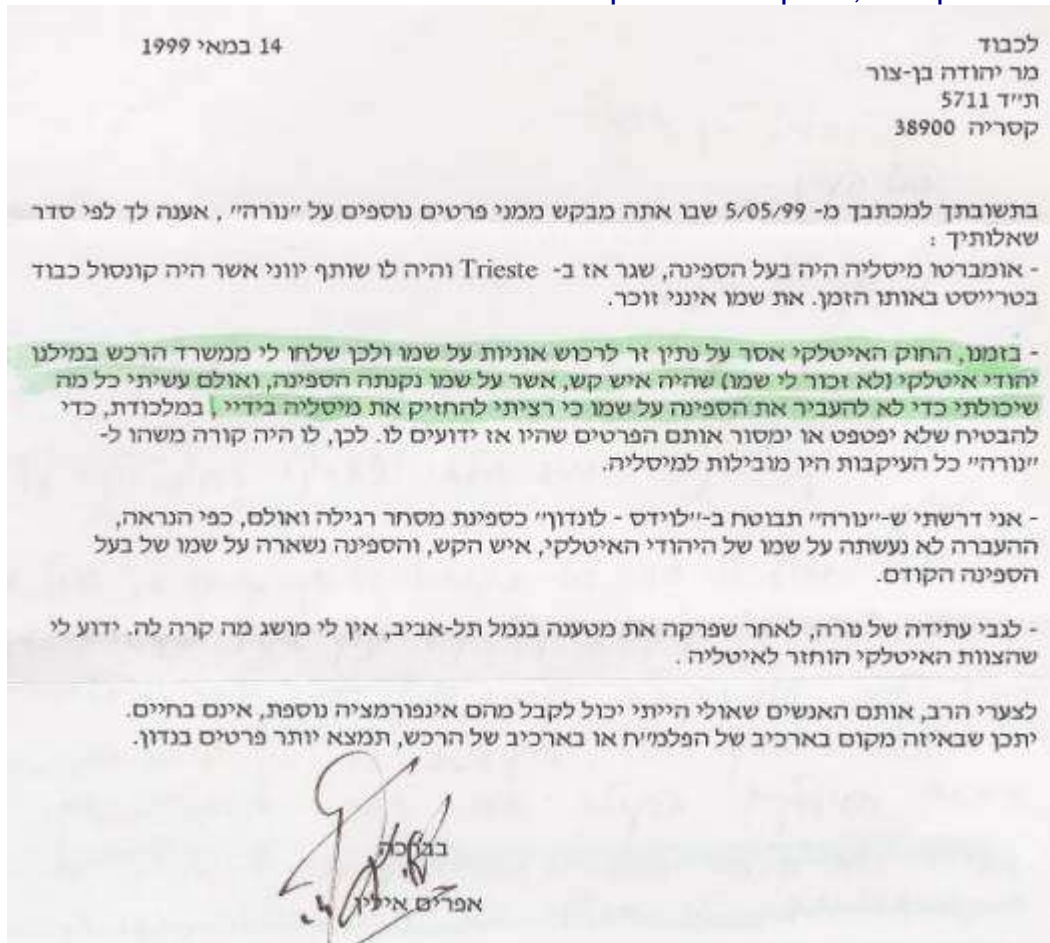 14 במאי 1999
לכבוד
מר יהודה בן-צור
ת״ד 5711
קסריה 38900
בתשובתך למכתבך מ- 5/05/99 שבו אתה מבקש ממני פרטים נוספים על ״נורה״ , אענה לך לפי סדר
שאלותיך :
- אומברטו מיסליה היה בעל הספינה, שגר אז ב- Trieste והיה לו שותף יווני אשר היה קונסול כבוד
בטרייסט באותו הזמן. את שמו אינני זוכר.
- בזמנו, החוק האיטלקי אסר על נתין זר לרכוש אוניות על שמו ולכן שלחו לי ממשרד הרכש במילנו
יהודי איטלקי (לא זכור לי שמו) שהיה איש קש, אשר על שמו נקנתה הספינה, ואולם עשיתי כל מה
שיכולתי כדי לא להעביר את הספינה על שמו כי רציתי להחזיק את מיסליה בידיי , במלכודת, כדי
להבטיח שלא יפטפט או ימסור אותם הפרטים שהיו אז ידועים לו. לכן, לו היה קורה משהו ל-
״נורה״ כל העיקבות היו מובילות למיסליה.
- אני דרשתי ש-״נורה״ תבוטח ב-״לוידס - לונדון״ כספינת מסחר רגילה ואולם, כפי הנראה,
ההעברה לא נעשתה על שמו של היהודי האיטלקי, איש הקש, והספינה נשארה על שמו של בעל
הספינה הקודם.
- לגבי עתידה של נורה, לאחר שפרקה את מטענה בנמל תל-אביב, אין לי מושג מה קרה לה. ידוע לי
שהצוות האיטלקי הוחזר לאיטליה .
לצערי הרב, אותם האנשים שאולי הייתי יכול לקבל מהם אינפורמציה נוספת, אינם בחיים.
יתכן שבאיזה מקום בארכיב של הפלמ״ח או בארכיב של הרכש, תמצא יותר פרטים בנדון.
בברכה
אפרים איילין